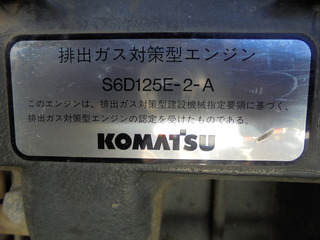 排出ガス対策型エンジン
S6D125E-2-A
このエンジンは、排出ガス対策型建設機械指定要領に基づく、
排出ガス対策型エンジンの認定を受けたものである。
KOMATSU